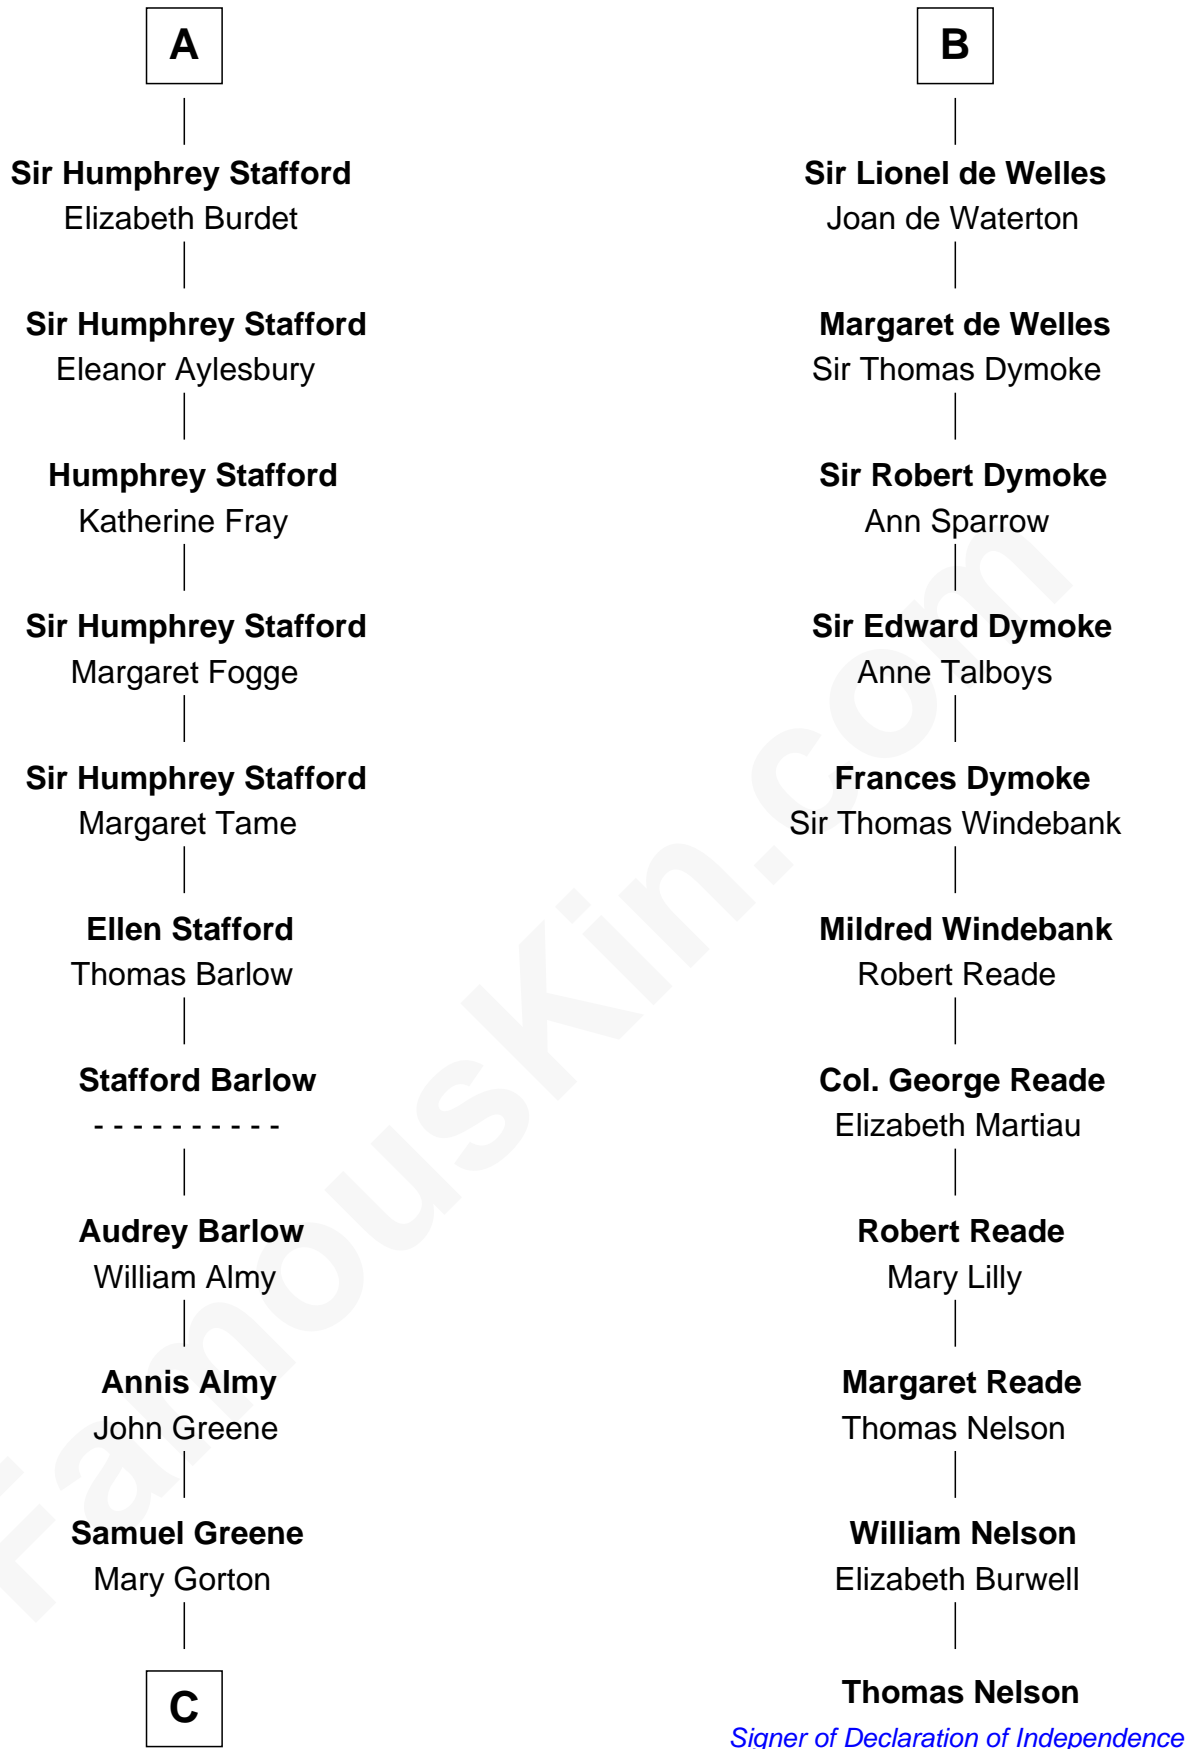 A
Sir Humphrey Stafford
Elizabeth Burdet
Sir Humphrey Stafford
Eleanor Aylesbury
Humphrey Stafford
Katherine Fray
Sir Humphrey Stafford
Margaret Fogge
Sir Humphrey Stafford
Margaret Tame
Ellen Stafford
Thomas Barlow
Stafford Barlow
- - - - - - - - - -
Audrey Barlow
William Almy
Annis Almy
John Greene
Samuel Greene
Mary Gorton
C
B
Sir Lionel de Welles
Joan de Waterton
Margaret de Welles
Sir Thomas Dymoke
Sir Robert Dymoke
Ann Sparrow
Sir Edward Dymoke
Anne Talboys
Frances Dymoke
Sir Thomas Windebank
Mildred Windebank
Robert Reade
Col. George Reade
Elizabeth Martiau
Robert Reade
Mary Lilly
Margaret Reade
Thomas Nelson
William Nelson
Elizabeth Burwell
Thomas Nelson
Signer of Declaration of Independence
FamousKin.com